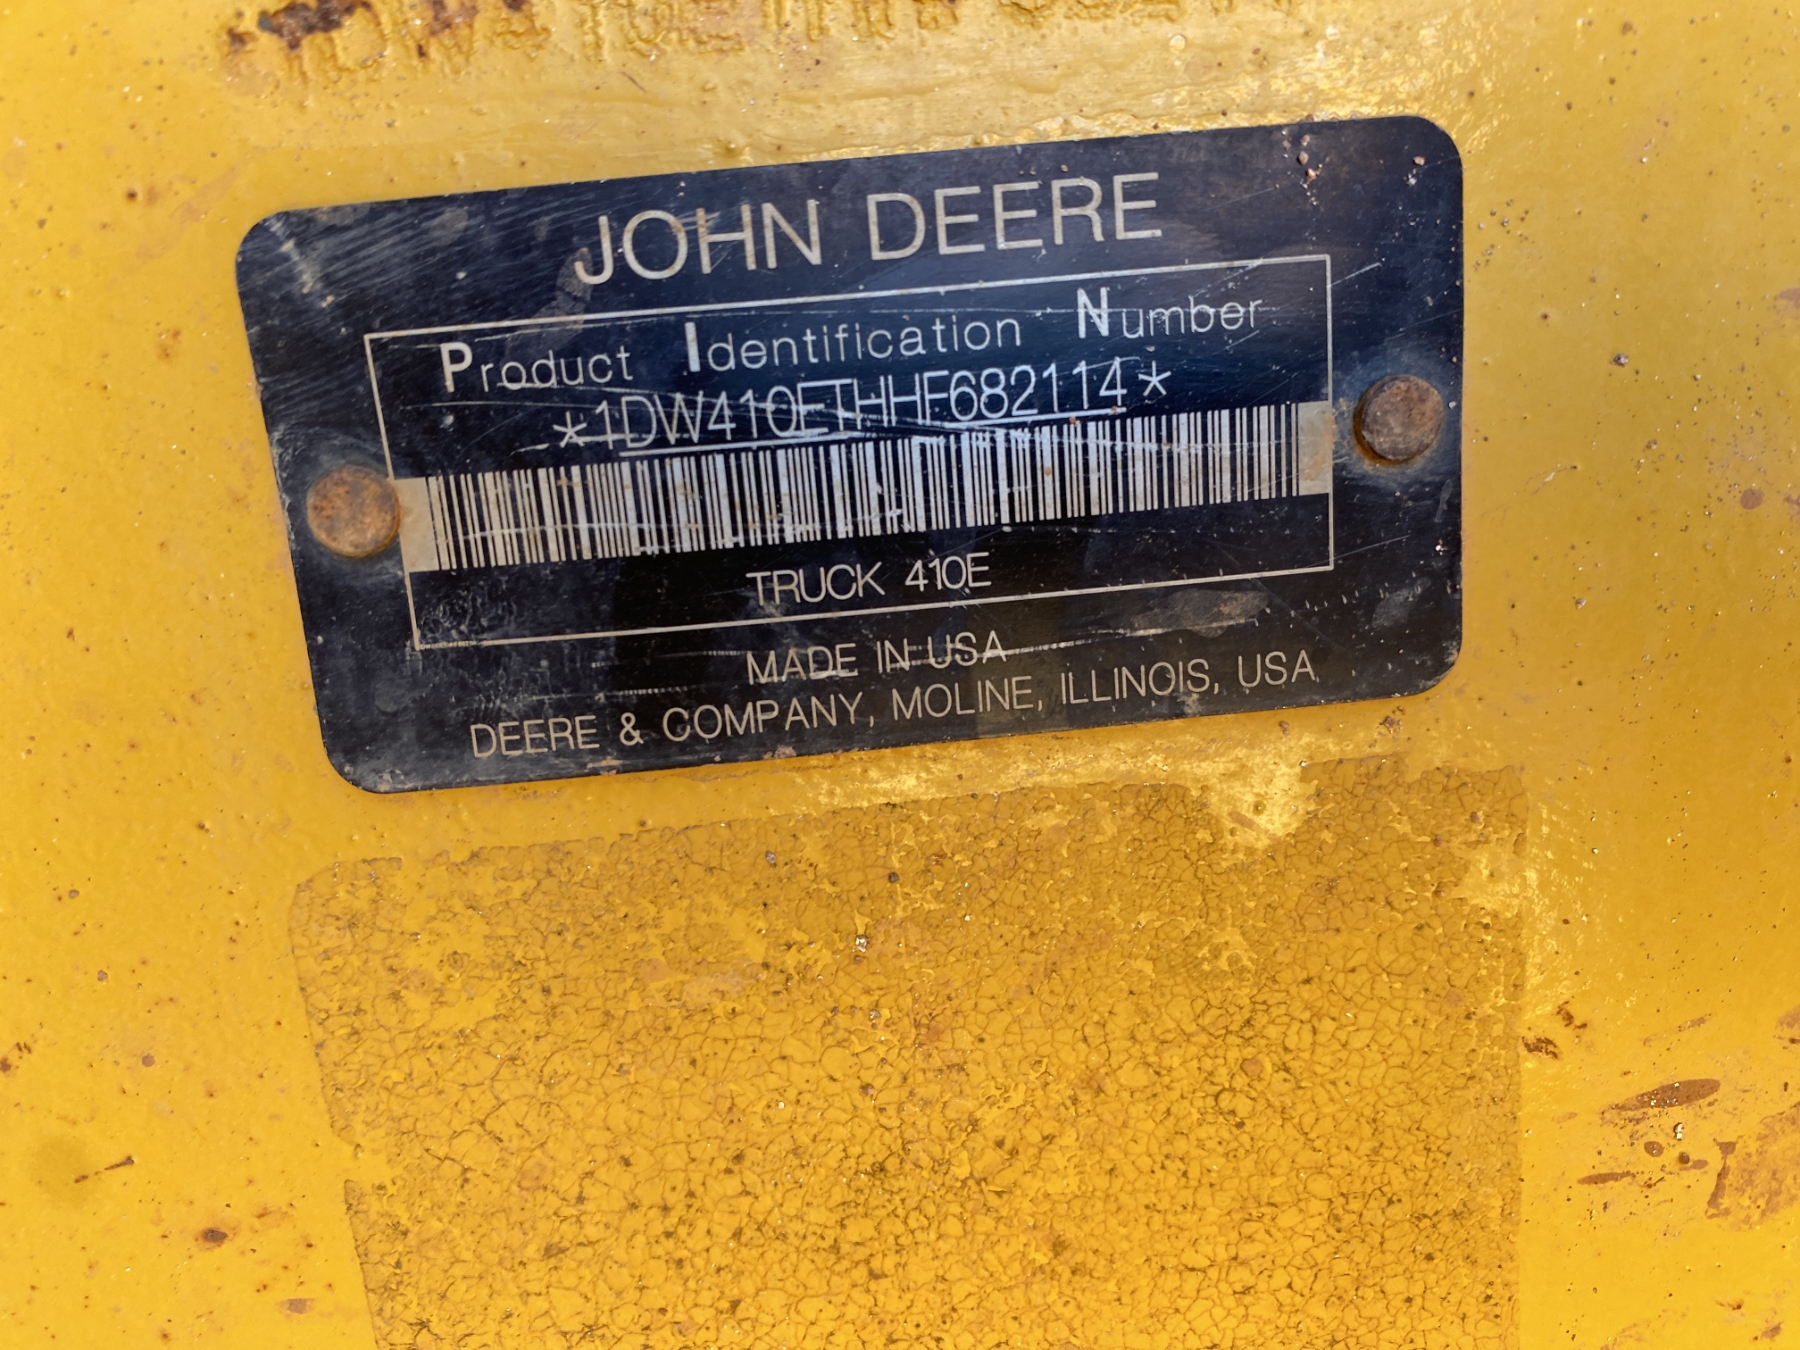 JOHN DEERE
Product Identification Number
*1DW410ETHHF682114*
TRUCK 410E
MADE IN USA
DEERE & COMPANY, MOLINE, ILLINOIS, USA